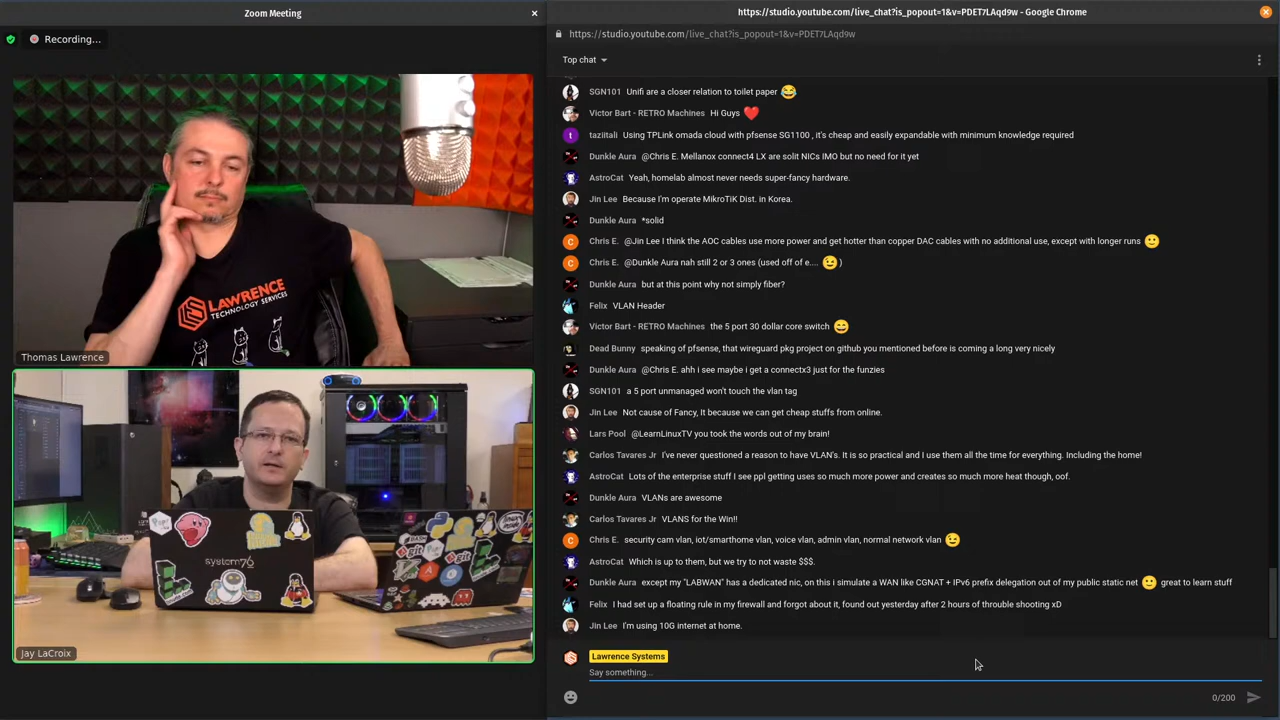 Zoom Meeting
Recording...
LAWRENCE
TECHNOLOGY SERVICES
Thomas Lawrence
system76
git
Jay LaCroix
https://studio.youtube.com/live_chat?is_popout=1&v=PDET7LAqd9w - Google Chrome
https://studio.youtube.com/live_chat?is_popout=1&v=PDET7LAqd9w
Top chat
SGN101 Unifi are a closer relation to toilet paper 😂
Victor Bart - RETRO Machines Hi Guys ❤️
t taziitali Using TPLink omada cloud with pfsense SG1100 , it's cheap and easily expandable with minimum knowledge required
Dunkle Aura @Chris E. Mellanox connect4 LX are solit NICs IMO but no need for it yet
AstroCat Yeah, homelab almost never needs super-fancy hardware.
Jin Lee Because I'm operate MikroTiK Dist. in Korea.
Dunkle Aura *solid
C Chris E. @Jin Lee I think the AOC cables use more power and get hotter than copper DAC cables with no additional use, except with longer runs 🙂
C Chris E. @Dunkle Aura nah still 2 or 3 ones (used off of e.... 😉 )
Dunkle Aura but at this point why not simply fiber?
Felix VLAN Header
Victor Bart - RETRO Machines the 5 port 30 dollar core switch 😄
Dead Bunny speaking of pfsense, that wireguard pkg project on github you mentioned before is coming a long very nicely
Dunkle Aura @Chris E. ahh i see maybe i get a connectx3 just for the funzies
SGN101 a 5 port unmanaged won't touch the vlan tag
Jin Lee Not cause of Fancy, It because we can get cheap stuffs from online.
Lars Pool @LearnLinuxTV you took the words out of my brain!
Carlos Tavares Jr I've never questioned a reason to have VLAN's. It is so practical and i use them all the time for everything. Including the home!
AstroCat Lots of the enterprise stuff I see ppl getting uses so much more power and creates so much more heat though, oof.
Dunkle Aura VLANs are awesome
Carlos Tavares Jr VLANS for the Win!!
C Chris E. security cam vlan, iot/smarthome vlan, voice vlan, admin vlan, normal network vlan 😉
AstroCat Which is up to them, but we try to not waste $$$.
Dunkle Aura except my "LABWAN" has a dedicated nic, on this i simulate a WAN like CGNAT + IPv6 prefix delegation out of my public static net 🙂 great to learn stuff
Felix I had set up a floating rule in my firewall and forgot about it, found out yesterday after 2 hours of throuble shooting xD
Jin Lee I'm using 10G internet at home.
Lawrence Systems
Say something...
0/200